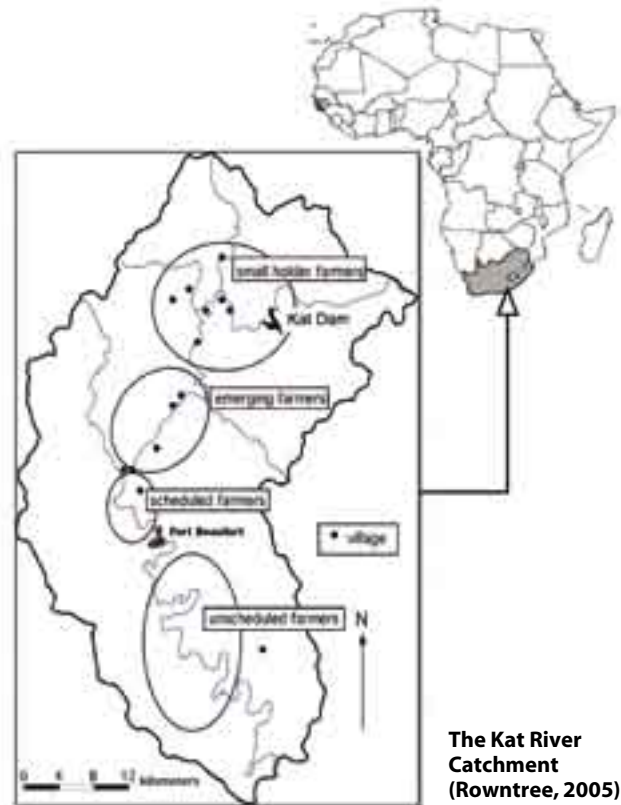 small holder farmers
Kat Dam
emerging farmers
scheduled farmers
Fort Beaufort
village
unscheduled farmers
N
0 4 8 12 kilometers
The Kat River
Catchment
(Rowntree, 2005)